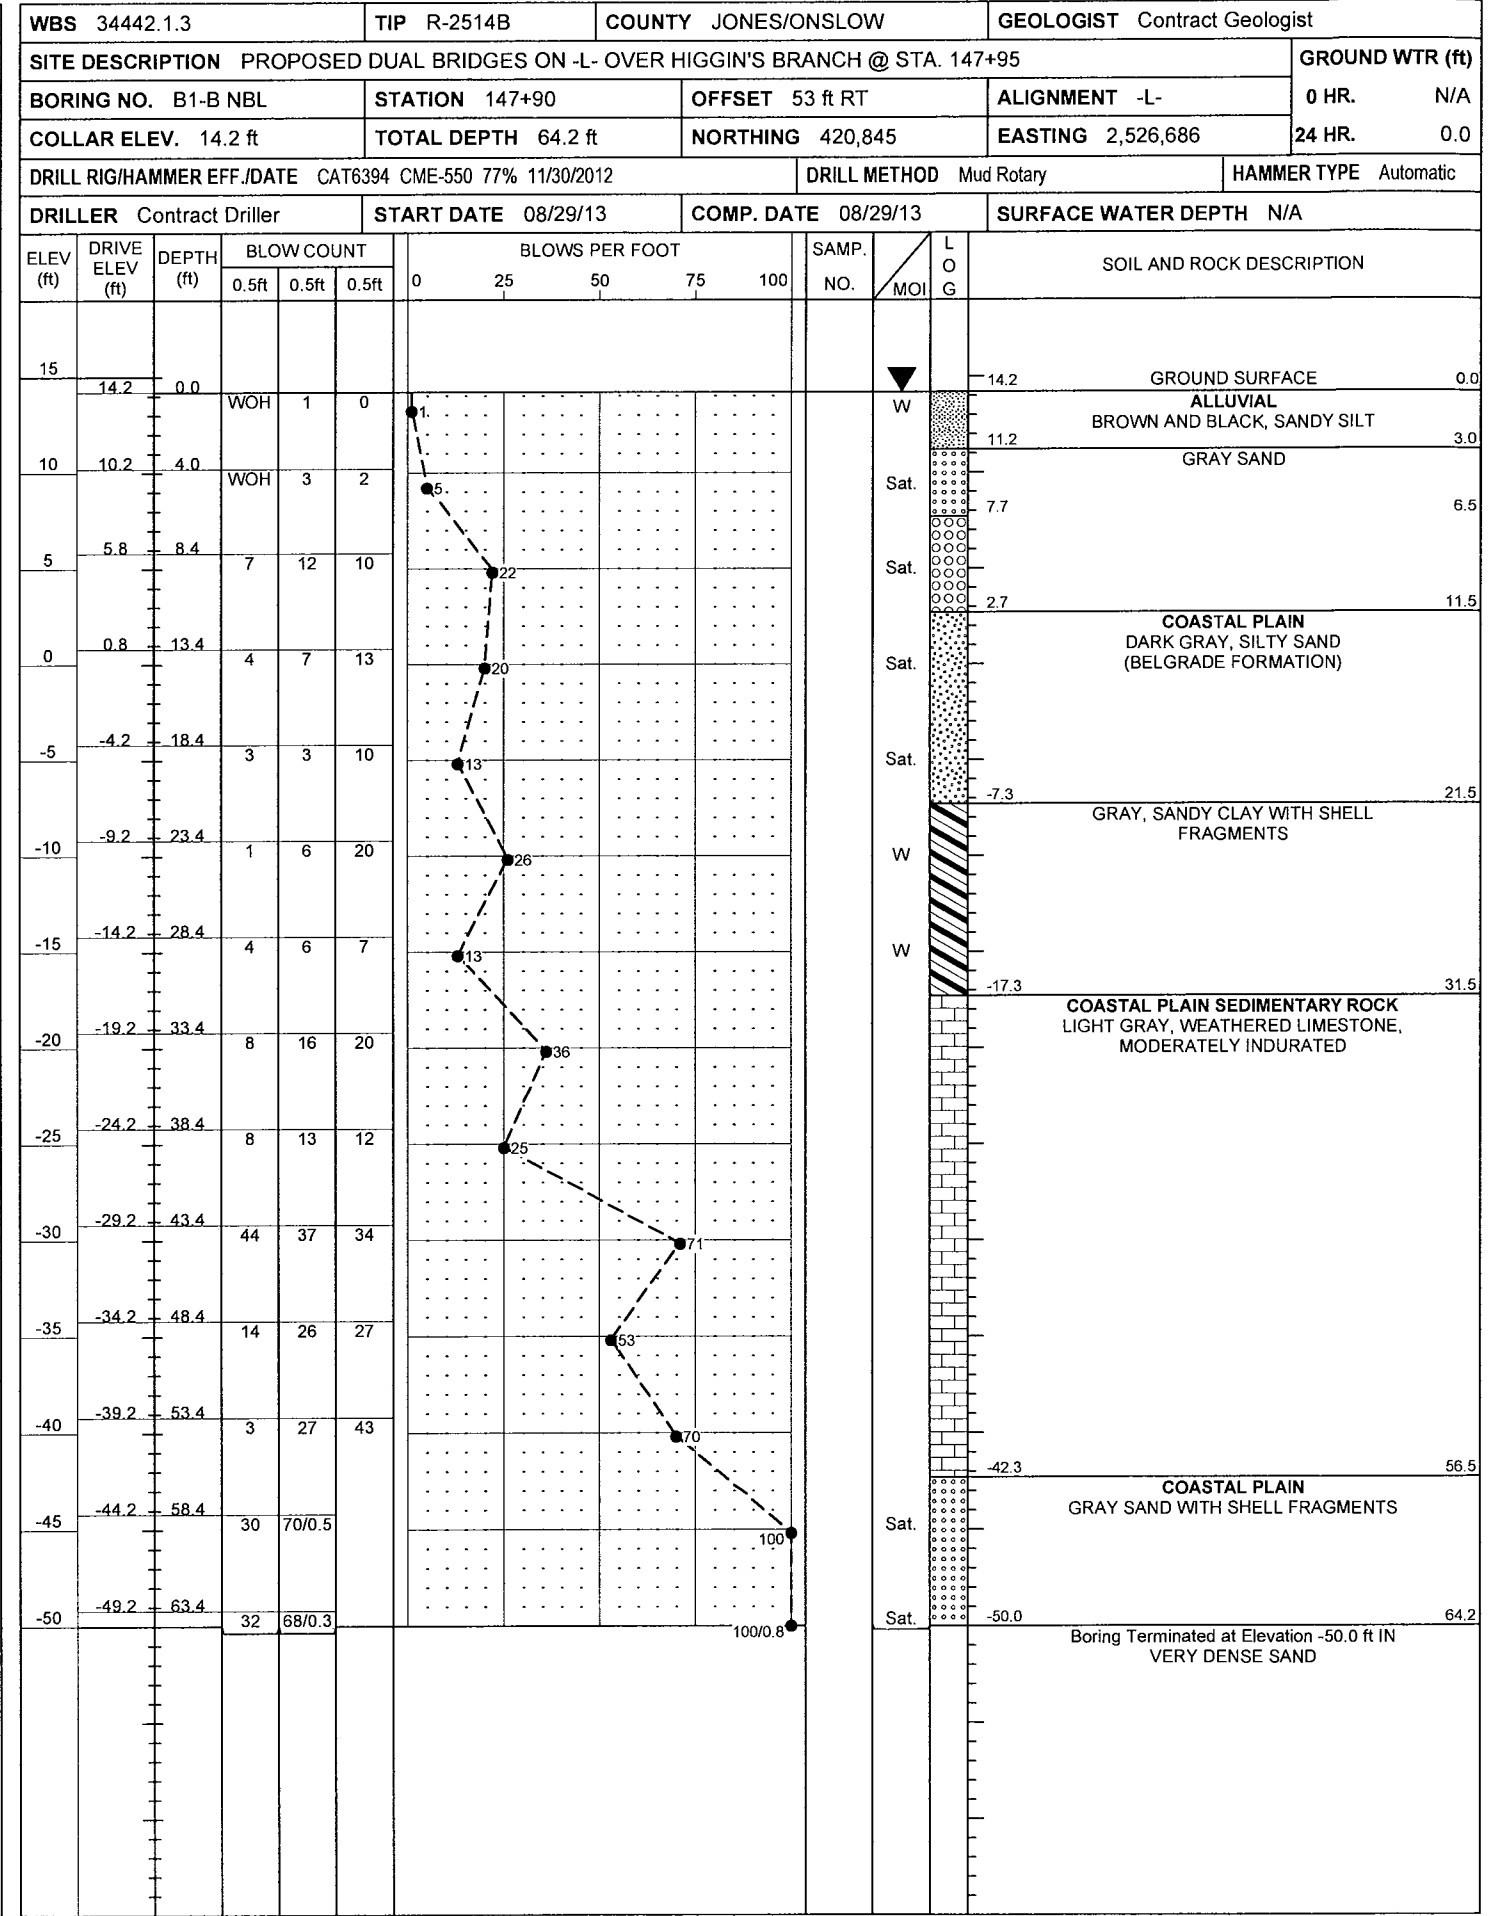 WBS 34442.1.3 TIP R-2514B COUNTY JONES/ONSLOW GEOLOGIST Contract Geologist
SITE DESCRIPTION PROPOSED DUAL BRIDGES ON -L- OVER HIGGIN'S BRANCH @ STA. 147+95 GROUND WTR (ft)
BORING NO. B1-B NBL STATION 147+90 OFFSET 53 ft RT ALIGNMENT -L- 0 HR. N/A
COLLAR ELEV. 14.2 ft TOTAL DEPTH 64.2 ft NORTHING 420,845 EASTING 2,526,686 24 HR. 0.0
DRILL RIG/HAMMER EFF./DATE CAT6394 CME-550 77% 11/30/2012 DRILL METHOD Mud Rotary HAMMER TYPE Automatic
DRILLER Contract Driller START DATE 08/29/13 COMP. DATE 08/29/13 SURFACE WATER DEPTH N/A
ELEV (ft) DRIVE ELEV (ft) DEPTH (ft) BLOW COUNT BLOWS PER FOOT SAMP. NO. MOI LOG SOIL AND ROCK DESCRIPTION
0.5ft 0.5ft 0.5ft 0 25 50 75 100
15
14.2 0.0 14.2 GROUND SURFACE 0.0
WOH 1 0 1 W ALLUVIAL
BROWN AND BLACK, SANDY SILT
11.2 3.0
10 10.2 4.0 GRAY SAND
WOH 3 2 5 Sat.
7.7 6.5
5 5.8 8.4
7 12 10 22 Sat.
2.7 11.5
COASTAL PLAIN
DARK GRAY, SILTY SAND
(BELGRADE FORMATION)
0 0.8 13.4
4 7 13 20 Sat.
-5 -4.2 18.4
3 3 10 13 Sat.
-7.3 21.5
GRAY, SANDY CLAY WITH SHELL
FRAGMENTS
-10 -9.2 23.4
1 6 20 26 W
-15 -14.2 28.4
4 6 7 13 W
-17.3 31.5
COASTAL PLAIN SEDIMENTARY ROCK
LIGHT GRAY, WEATHERED LIMESTONE,
MODERATELY INDURATED
-20 -19.2 33.4
8 16 20 36
-25 -24.2 38.4
8 13 12 25
-30 -29.2 43.4
44 37 34 71
-35 -34.2 48.4
14 26 27 53
-40 -39.2 53.4
3 27 43 70
-42.3 56.5
COASTAL PLAIN
GRAY SAND WITH SHELL FRAGMENTS
-45 -44.2 58.4
30 70/0.5 100 Sat.
-50 -49.2 63.4
32 68/0.3 100/0.8 Sat. -50.0 64.2
Boring Terminated at Elevation -50.0 ft IN
VERY DENSE SAND